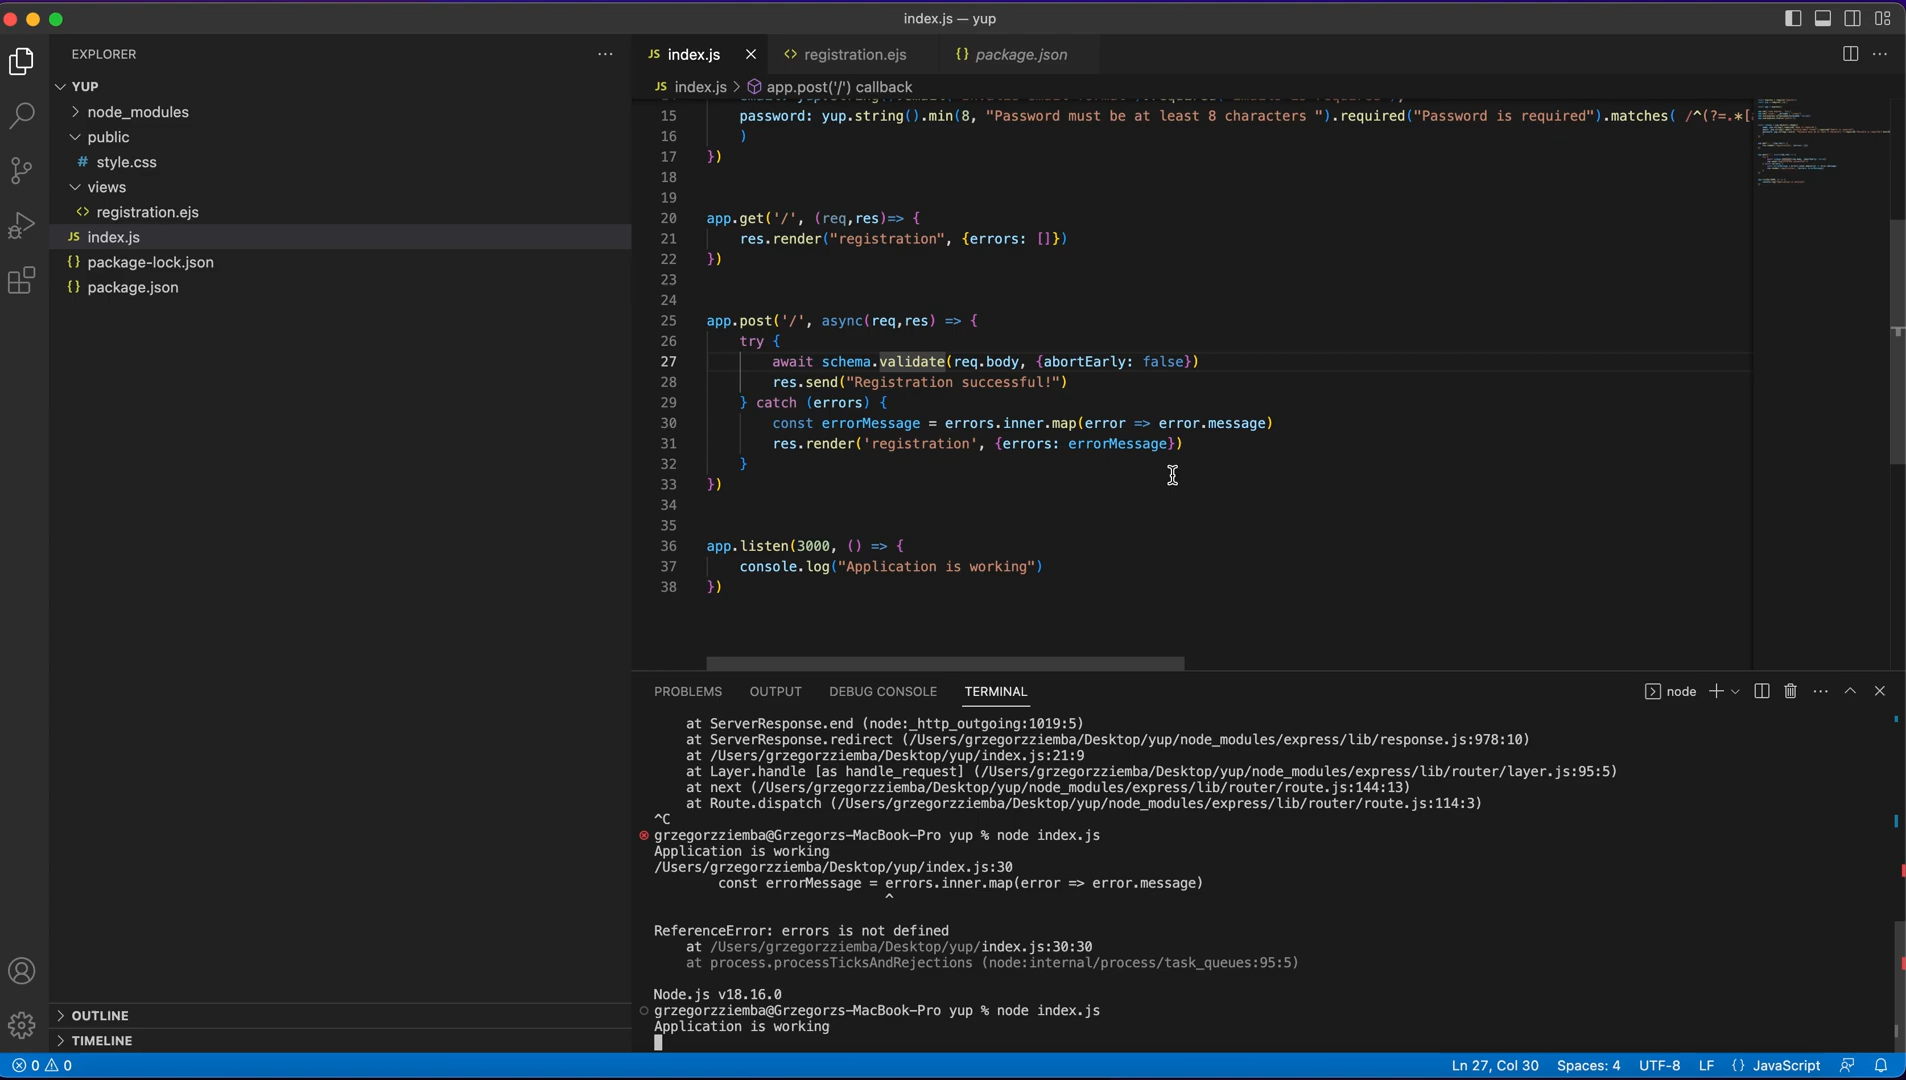 index.js — yup
EXPLORER
YUP
node_modules
public
# style.css
views
<> registration.ejs
JS index.js
{} package-lock.json
{} package.json
OUTLINE
TIMELINE
JS index.js
<> registration.ejs
{} package.json
JS index.js > app.post('/') callback
15 password: yup.string().min(8, "Password must be at least 8 characters ").required("Password is required").matches( /^(?=.*[
16 )
17 })
18
19
20 app.get('/', (req,res)=> {
21 res.render("registration", {errors: []})
22 })
23
24
25 app.post('/', async(req,res) => {
26 try {
27 await schema.validate(req.body, {abortEarly: false})
28 res.send("Registration successful!")
29 } catch (errors) {
30 const errorMessage = errors.inner.map(error => error.message)
31 res.render('registration', {errors: errorMessage})
32 }
33 })
34
35
36 app.listen(3000, () => {
37 console.log("Application is working")
38 })
PROBLEMS OUTPUT DEBUG CONSOLE TERMINAL
node
at ServerResponse.end (node:_http_outgoing:1019:5)
at ServerResponse.redirect (/Users/grzegorzziemba/Desktop/yup/node_modules/express/lib/response.js:978:10)
at /Users/grzegorzziemba/Desktop/yup/index.js:21:9
at Layer.handle [as handle_request] (/Users/grzegorzziemba/Desktop/yup/node_modules/express/lib/router/layer.js:95:5)
at next (/Users/grzegorzziemba/Desktop/yup/node_modules/express/lib/router/route.js:144:13)
at Route.dispatch (/Users/grzegorzziemba/Desktop/yup/node_modules/express/lib/router/route.js:114:3)
^C
grzegorzziemba@Grzegorzs-MacBook-Pro yup % node index.js
Application is working
/Users/grzegorzziemba/Desktop/yup/index.js:30
const errorMessage = errors.inner.map(error => error.message)
^
ReferenceError: errors is not defined
at /Users/grzegorzziemba/Desktop/yup/index.js:30:30
at process.processTicksAndRejections (node:internal/process/task_queues:95:5)
Node.js v18.16.0
grzegorzziemba@Grzegorzs-MacBook-Pro yup % node index.js
Application is working
0 0
Ln 27, Col 30 Spaces: 4 UTF-8 LF {} JavaScript